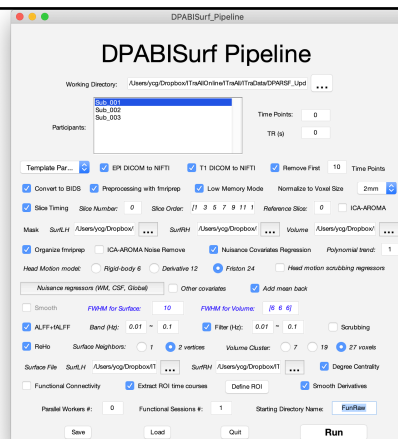 DPABISurf_Pipeline
DPABISurf Pipeline
Working Directory: /Users/ycg/Dropbox/ITraAllOnline/ITraAll/ITraData/DPARSF_Upd ...
Sub_001
Sub_002
Sub_003
Participants:
Time Points: 0
TR (s) 0
Template Par... EPI DICOM to NIFTI T1 DICOM to NIFTI Remove First 10 Time Points
Convert to BIDS Preprocessing with fmriprep Low Memory Mode Normalize to Voxel Size 2mm
Slice Timing Slice Number: 0 Slice Order: [1 3 5 7 9 11 1 Reference Slice: 0 ICA-AROMA
Mask SurfLH /Users/ycg/Dropbox/I ... SurfRH /Users/ycg/Dropbox/ ... Volume /Users/ycg/Dropbox/ ...
Organize fmriprep ICA-AROMA Noise Remove Nuisance Covariates Regression Polynomial trend: 1
Head Motion model: Rigid-body 6 Derivative 12 Friston 24 Head motion scrubbing regressors
Nuisance regressors (WM, CSF, Global) Other covariates Add mean back
Smooth FWHM for Surface: 10 FWHM for Volume: [6 6 6]
ALFF+fALFF Band (Hz): 0.01 ~ 0.1 Filter (Hz): 0.01 ~ 0.1 Scrubbing
ReHo Surface Neighbors: 1 2 vertices Volume Cluster: 7 19 27 voxels
Surface File SurfLH /Users/ycg/Dropbox/IT ... SurfRH /Users/ycg/Dropbox/IT ... Degree Centrality
Functional Connectivity Extract ROI time courses Define ROI Smooth Derivatives
Parallel Workers #: 0 Functional Sessions #: 1 Starting Directory Name: FunRaw
Save Load Quit Run